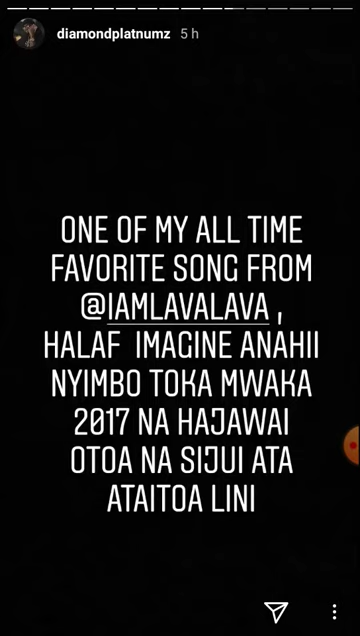 diamondplatnumz 5 h
ONE OF MY ALL TIME
FAVORITE SONG FROM
@IAMLAVALAVA ,
HALAF IMAGINE ANAHII
NYIMBO TOKA MWAKA
2017 NA HAJAWAI
OTOA NA SIJUI ATA
ATAITOA LINI